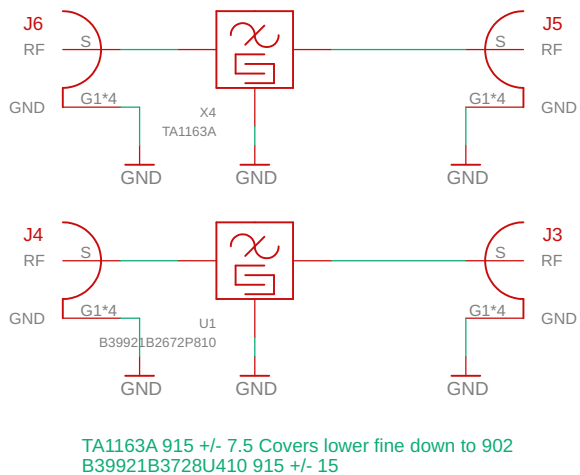 J6
J5
RF
S
S
RF
GND
G1*4
X4
TA1163A
G1*4
GND
GND
GND
GND
J4
J3
RF
S
S
RF
GND
G1*4
U1
B39921B2672P810
G1*4
GND
GND
GND
GND
TA1163A 915 +/- 7.5 Covers lower fine down to 902
B39921B3728U410 915 +/- 15